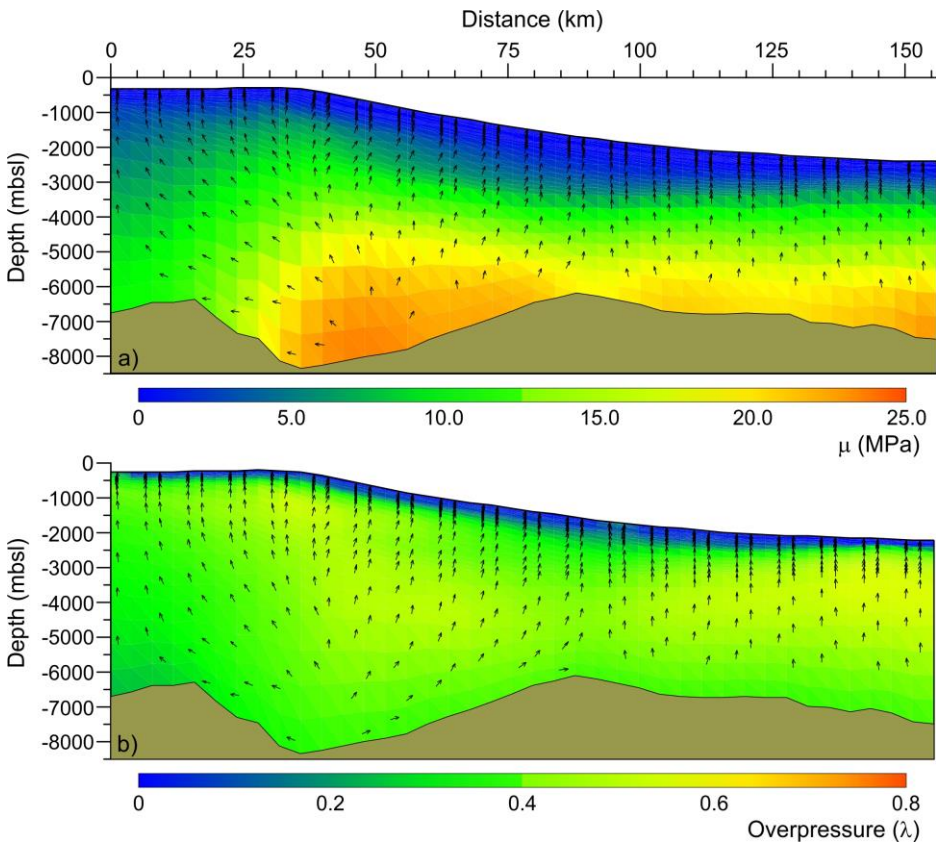 Distance (km)
0 25 50 75 100 125 150
Depth (mbsl)
0
-1000
-2000
-3000
-4000
-5000
-6000
-7000
-8000
a)
0 5.0 10.0 15.0 20.0 25.0
μ (MPa)
Depth (mbsl)
0
-1000
-2000
-3000
-4000
-5000
-6000
-7000
-8000
b)
0 0.2 0.4 0.6 0.8
Overpressure (λ)